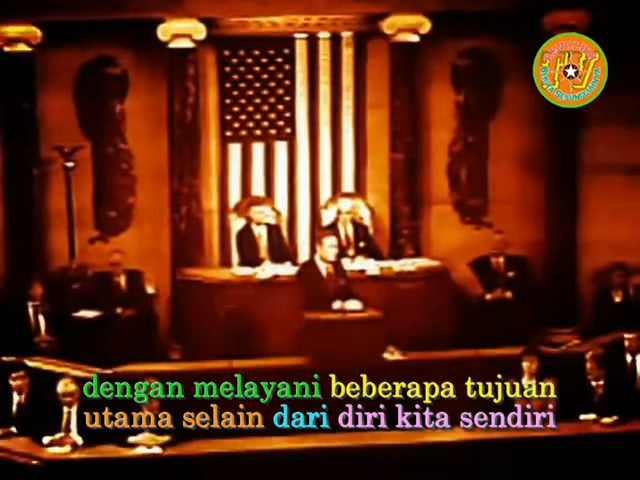 dengan melayani beberapa tujuan
utama selain dari diri kita sendiri